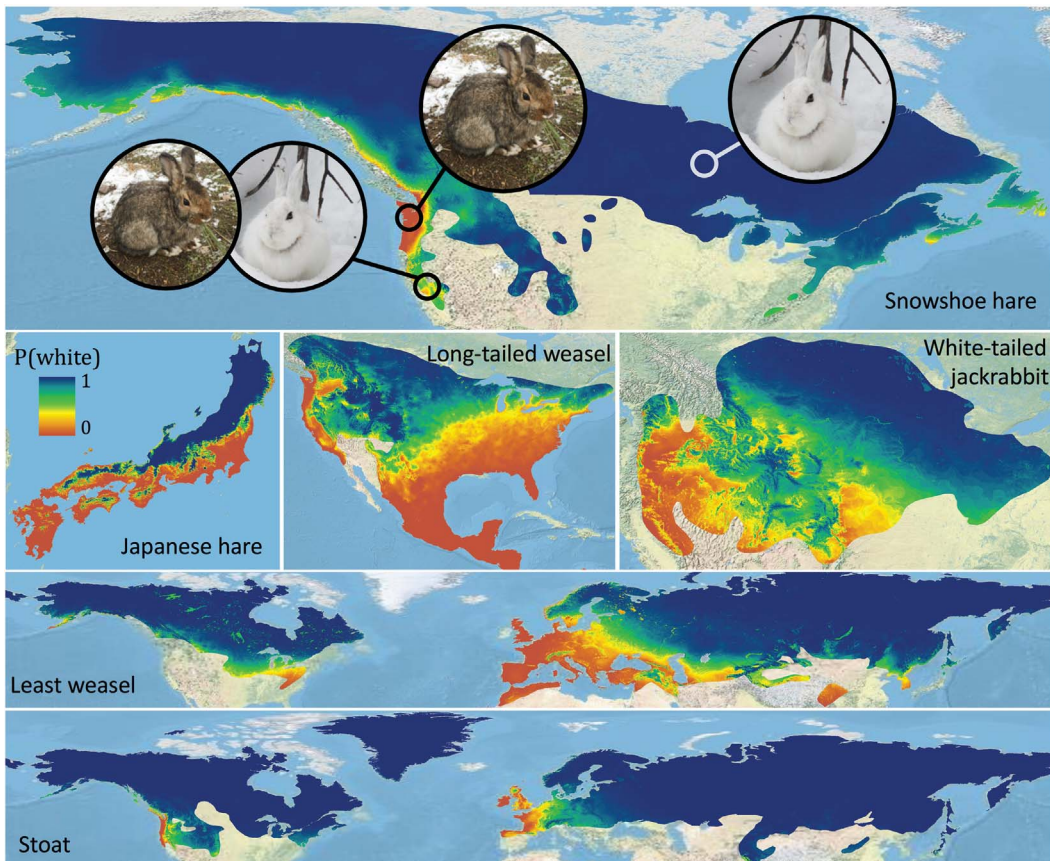 Snowshoe hare
P(white)
1
0
Japanese hare
Long-tailed weasel
White-tailed
jackrabbit
Least weasel
Stoat